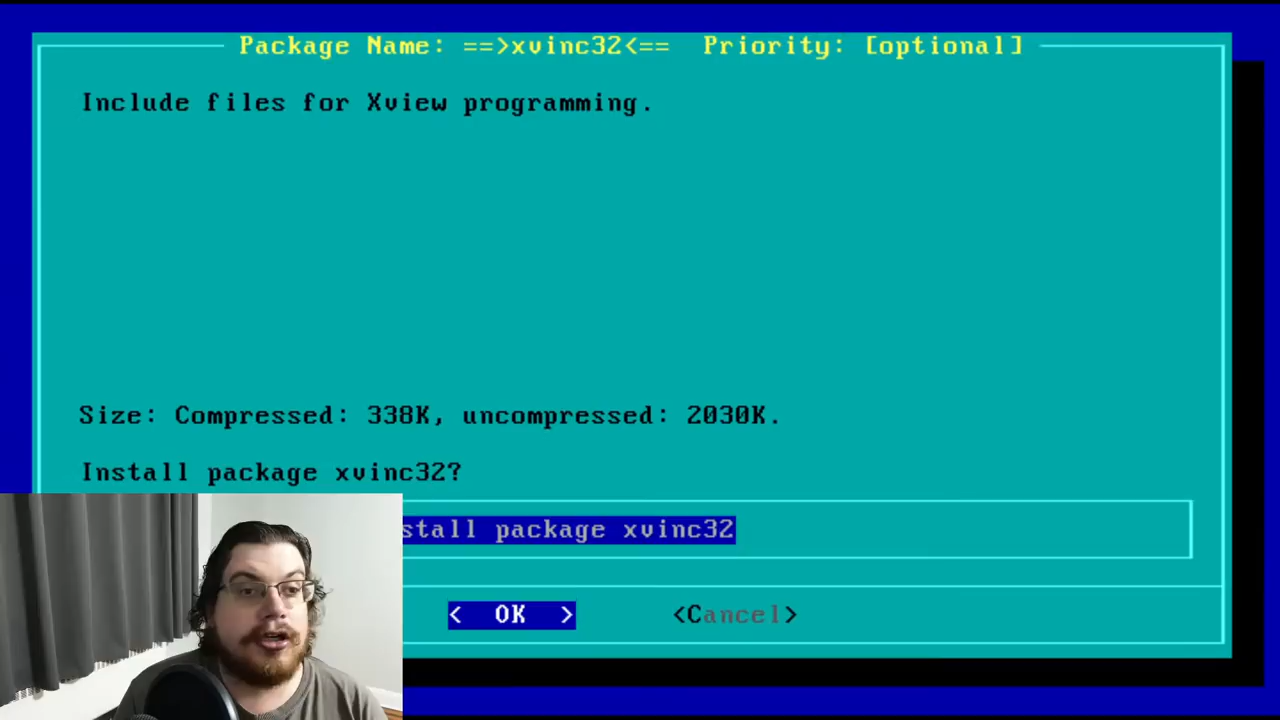 Package Name: ==>xvinc32<== Priority: [optional]
Include files for Xview programming.
Size: Compressed: 338K, uncompressed: 2030K.
Install package xvinc32?
stall package xvinc32
< OK > <Cancel>